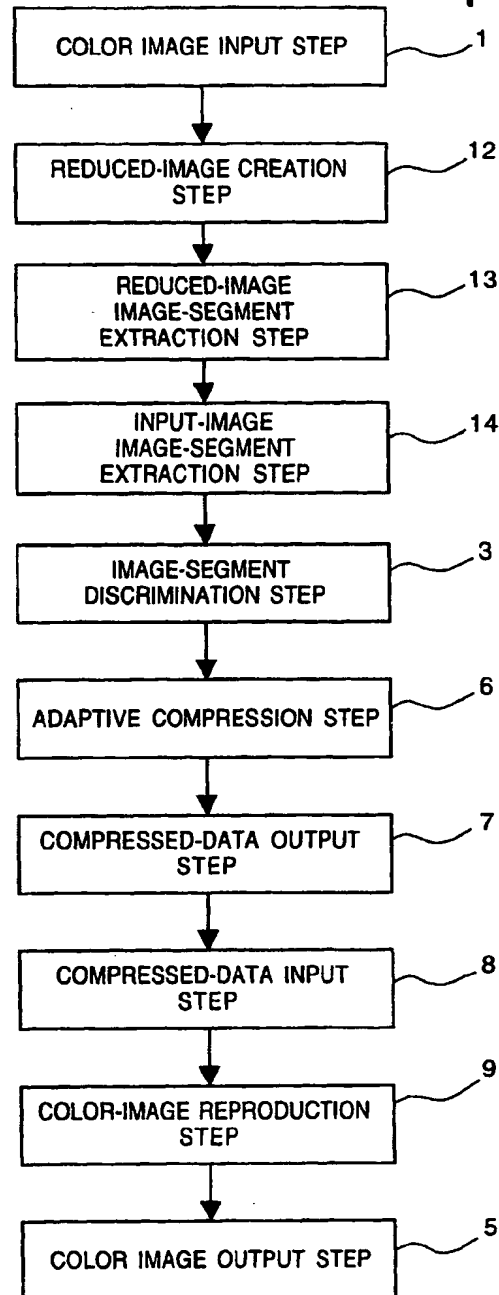 COLOR IMAGE INPUT STEP
1
REDUCED-IMAGE CREATION
STEP
12
REDUCED-IMAGE
IMAGE-SEGMENT
EXTRACTION STEP
13
INPUT-IMAGE
IMAGE-SEGMENT
EXTRACTION STEP
14
IMAGE-SEGMENT
DISCRIMINATION STEP
3
ADAPTIVE COMPRESSION STEP
6
COMPRESSED-DATA OUTPUT
STEP
7
COMPRESSED-DATA INPUT
STEP
8
COLOR-IMAGE REPRODUCTION
STEP
9
COLOR IMAGE OUTPUT STEP
5